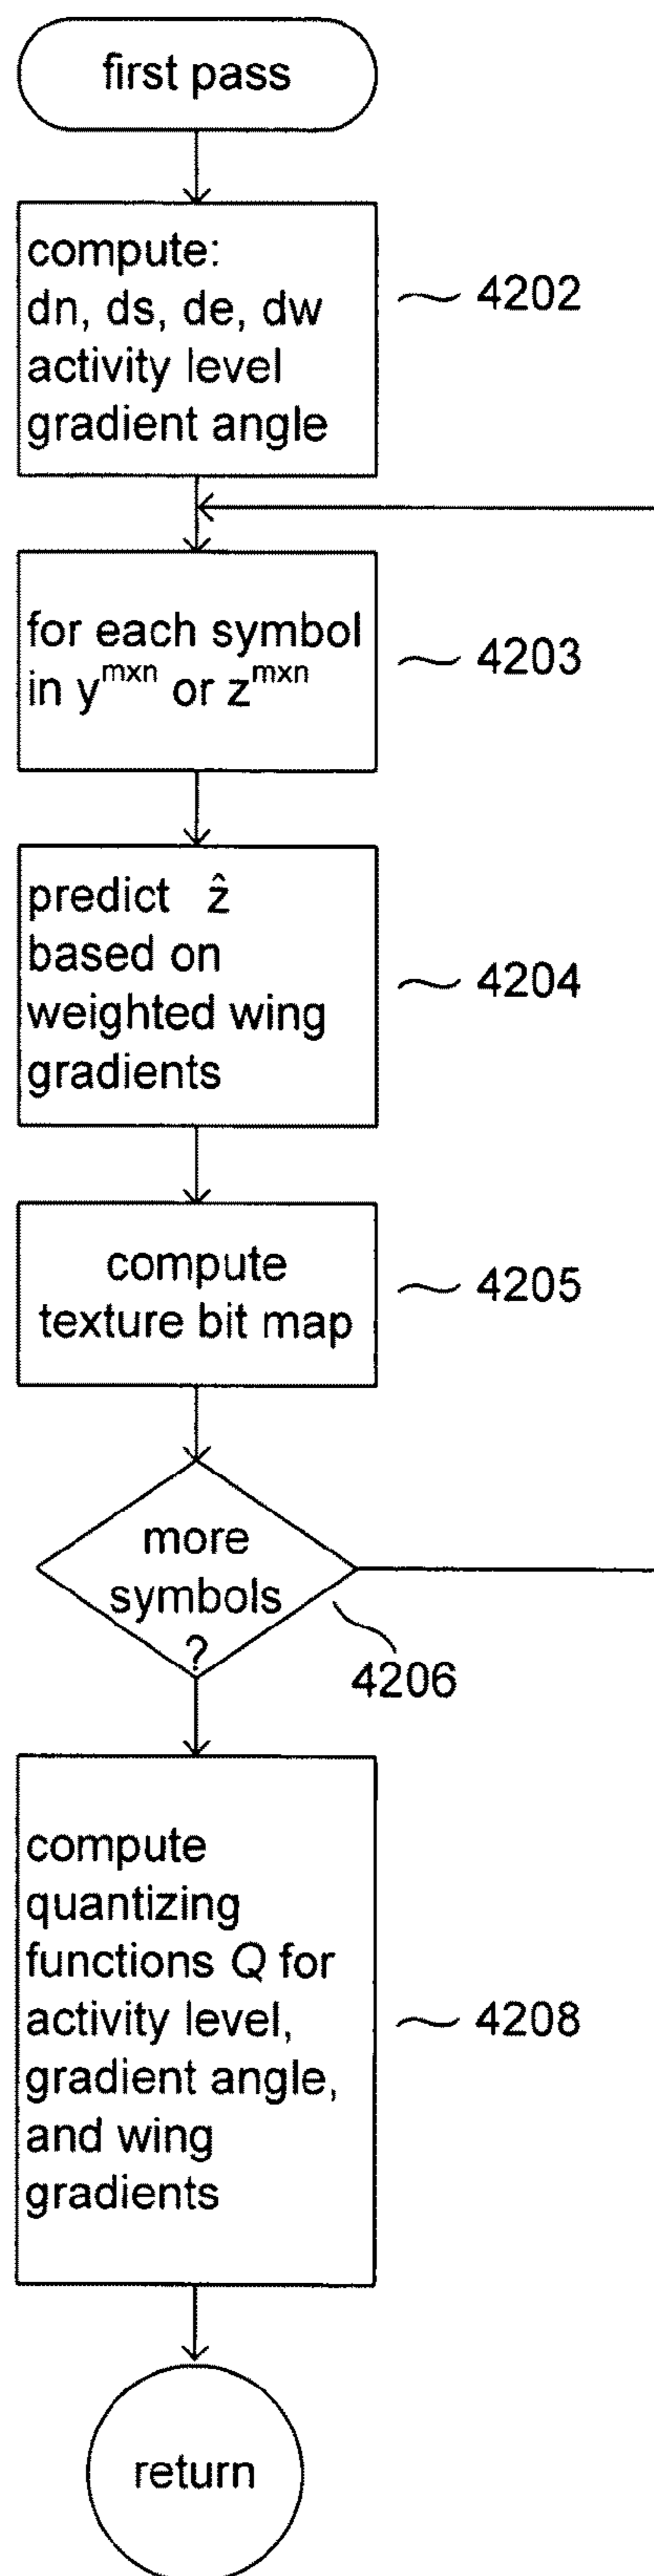 first pass
compute:
dn, ds, de, dw
activity level
gradient angle
4202
for each symbol
in y^mxn or z^mxn
4203
predict ẑ
based on
weighted wing
gradients
4204
compute
texture bit map
4205
more
symbols
?
4206
compute
quantizing
functions Q for
activity level,
gradient angle,
and wing
gradients
4208
return